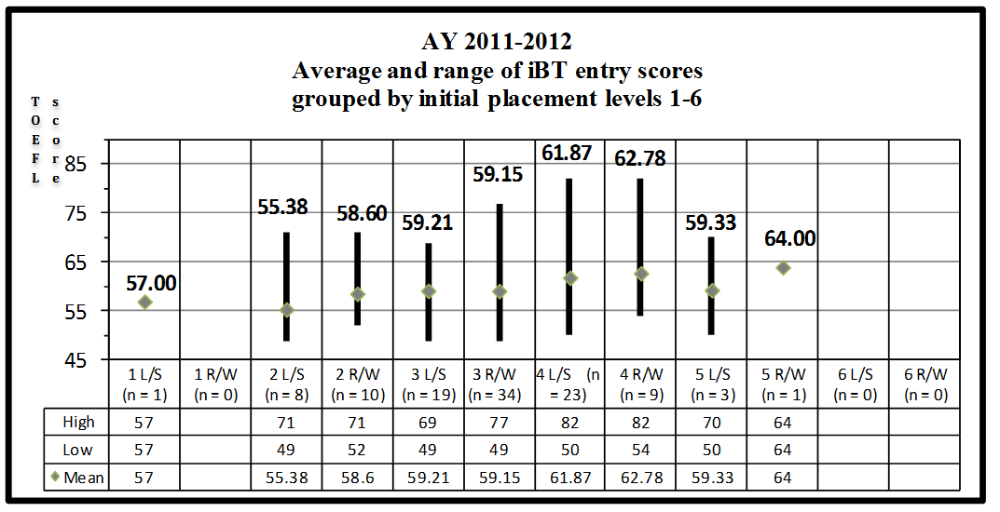 AY 2011-2012
Average and range of iBT entry scores
grouped by initial placement levels 1-6
TOEFL score
85
75
65
55
45
57.00
55.38
58.60
59.21
59.15
61.87
62.78
59.33
64.00
1 L/S (n = 1)
1 R/W (n = 0)
2 L/S (n = 8)
2 R/W (n = 10)
3 L/S (n = 19)
3 R/W (n = 34)
4 L/S (n = 23)
4 R/W (n = 9)
5 L/S (n = 3)
5 R/W (n = 1)
6 L/S (n = 0)
6 R/W (n = 0)
High 57 71 71 69 77 82 82 70 64
Low 57 49 52 49 49 50 54 50 64
Mean 57 55.38 58.6 59.21 59.15 61.87 62.78 59.33 64